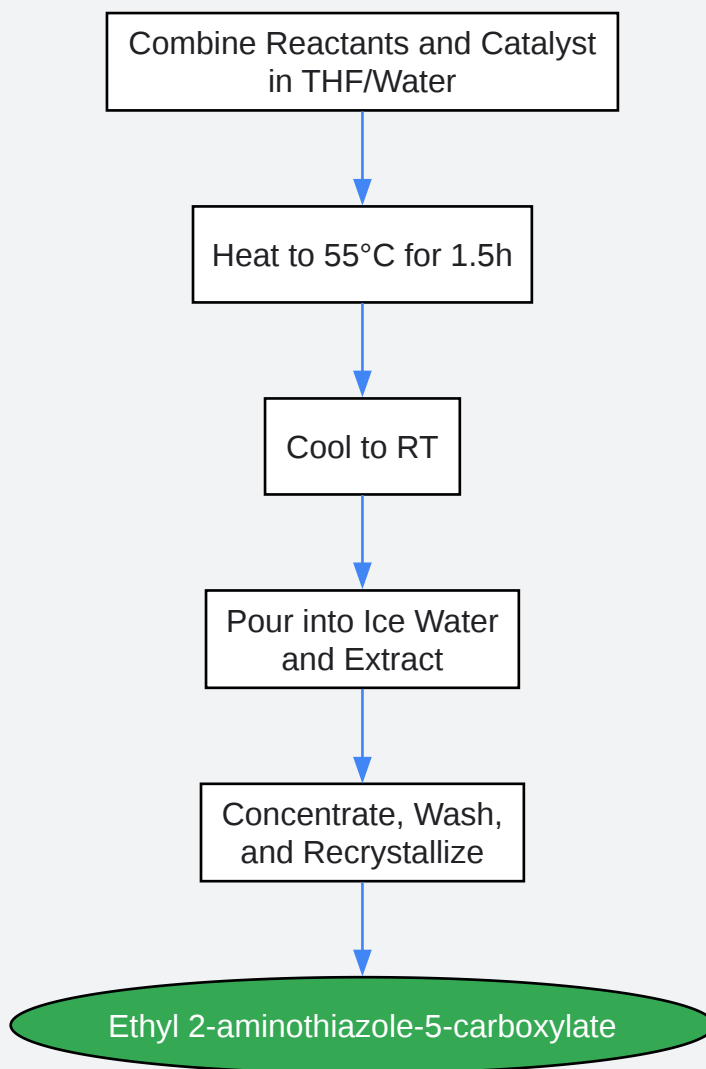 Combine Reactants and Catalyst
in THF/Water
Heat to 55°C for 1.5h
Cool to RT
Pour into Ice Water
and Extract
Concentrate, Wash,
and Recrystallize
Ethyl 2-aminothiazole-5-carboxylate